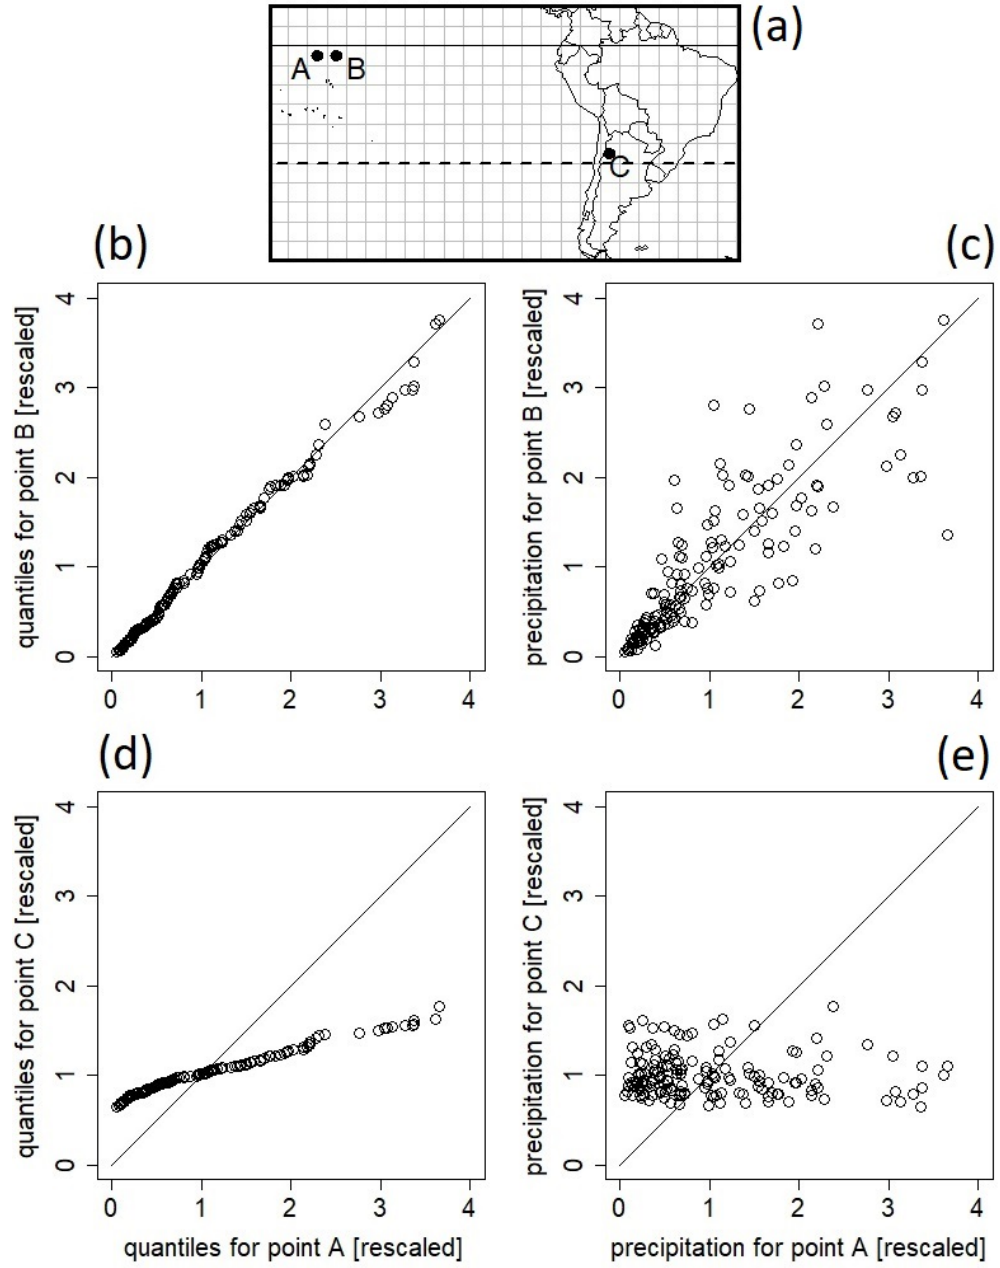 (a)
A B
C
(b)
(c)
quantiles for point B [rescaled]
0 1 2 3 4
0 1 2 3 4
precipitation for point B [rescaled]
0 1 2 3 4
0 1 2 3 4
(d)
(e)
quantiles for point C [rescaled]
0 1 2 3 4
0 1 2 3 4
quantiles for point A [rescaled]
precipitation for point C [rescaled]
0 1 2 3 4
0 1 2 3 4
precipitation for point A [rescaled]